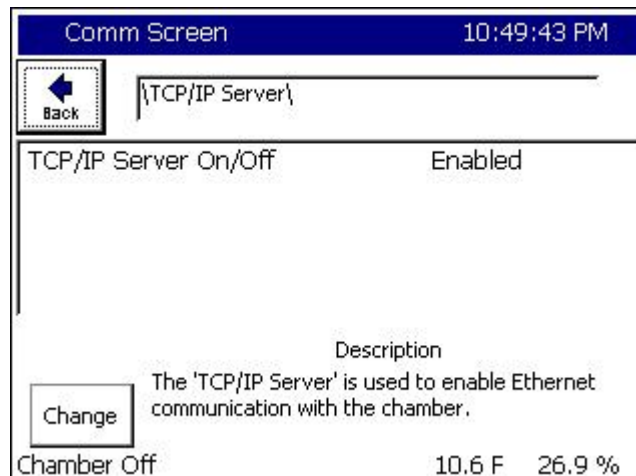 Comm Screen 10:49:43 PM
Back
\TCP/IP Server\
TCP/IP Server On/Off Enabled
Description
The 'TCP/IP Server' is used to enable Ethernet
communication with the chamber.
Change
Chamber Off 10.6 F 26.9 %